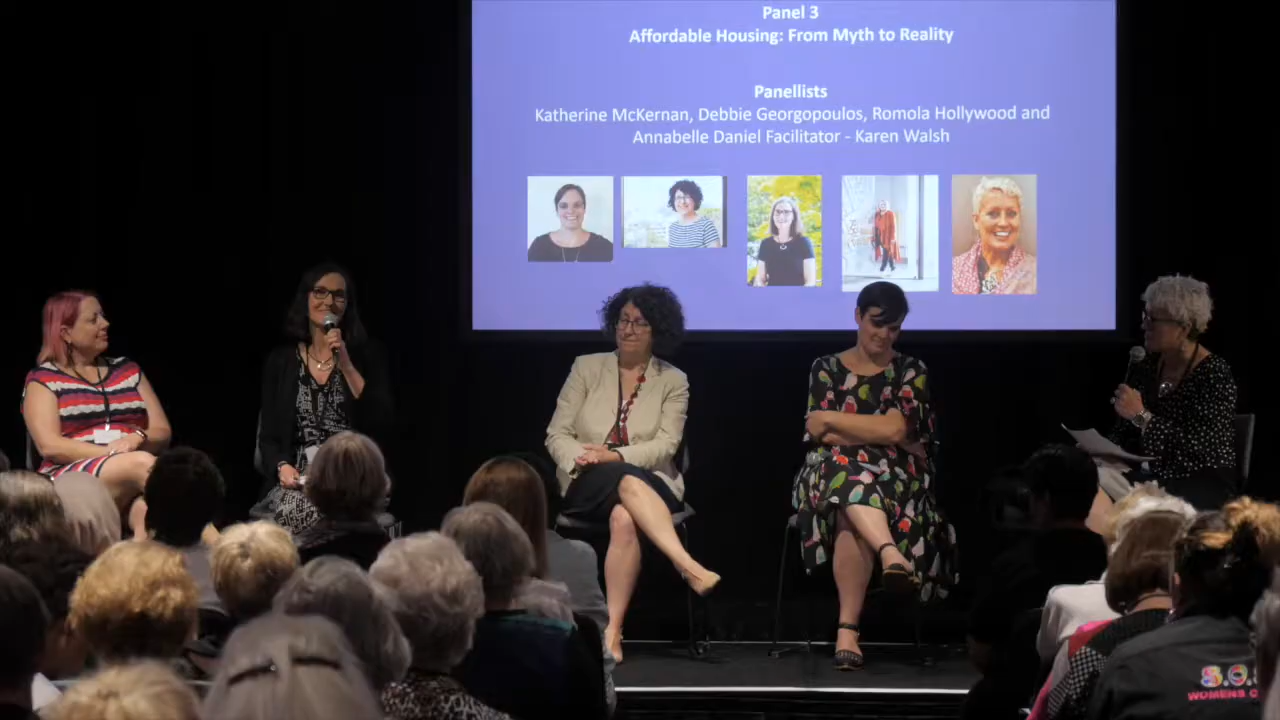 Panel 3
Affordable Housing: From Myth to Reality
Panellists
Katherine McKernan, Debbie Georgopoulos, Romola Hollywood and
Annabelle Daniel Facilitator - Karen Walsh
WOMENS